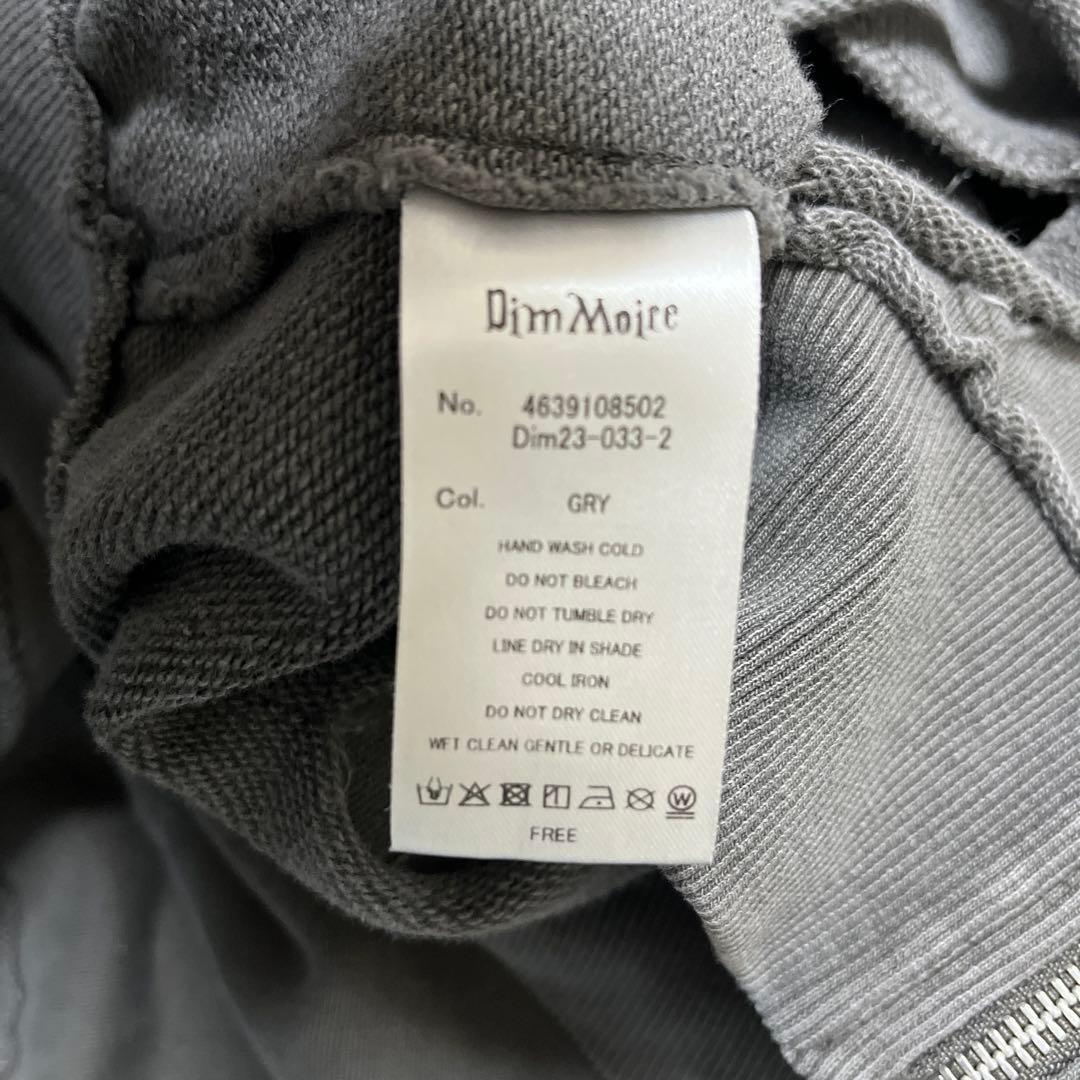 Dim Moire
No. 4639108502
Dim23-033-2
Col. GRY
HAND WASH COLD
DO NOT BLEACH
DO NOT TUMBLE DRY
LINE DRY IN SHADE
COOL IRON
DO NOT DRY CLEAN
WET CLEAN GENTLE OR DELICATE
W
FREE